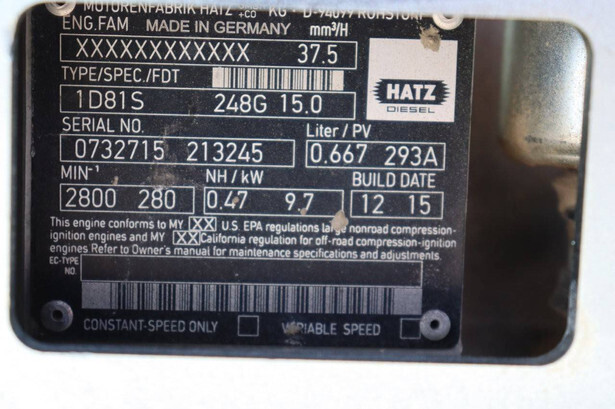 MOTORENFABRIK HATZ +CO KG · D-94099 RUHSTORF
ENG.FAM MADE IN GERMANY mm³/H
XXXXXXXXXXXX 37.5
TYPE/SPEC./FDT
1D81S 248G 15.0
HATZ
DIESEL
SERIAL NO. Liter / PV
0732715 213245 0.667 293A
MIN⁻¹ NH / kW BUILD DATE
2800 280 0.47 9.7 12 15
This engine conforms to MY XX U.S. EPA regulations large nonroad compression-
ignition engines and MY XX California regulation for off-road compression-ignition
engines. Refer to Owner's manual for maintenance specifications and adjustments.
EC-TYPE
NO.
CONSTANT-SPEED ONLY VARIABLE SPEED